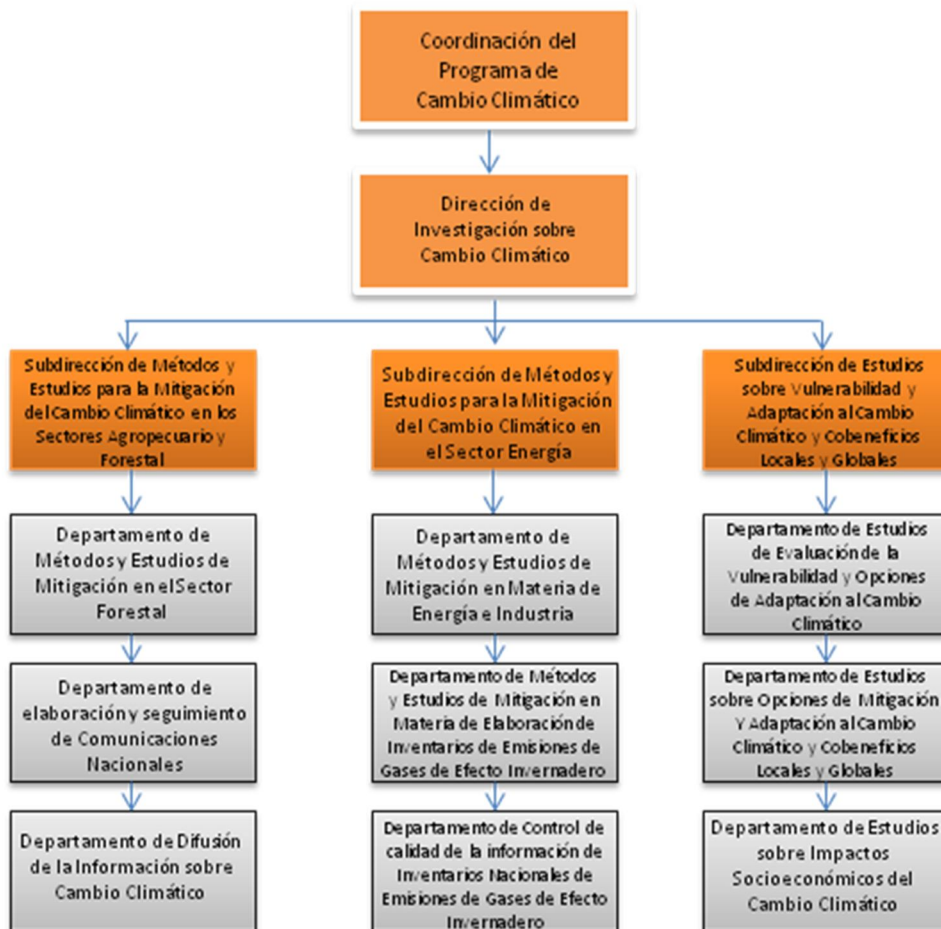 Coordinación del
Programa de
Cambio Climático
Dirección de
Investigación sobre
Cambio Climático
Subdirección de Métodos y
Estudios para la Mitigación
del Cambio Climático en los
Sectores Agropecuario y
Forestal
Subdirección de Métodos y
Estudios para la Mitigación
del Cambio Climático en
el Sector Energía
Subdirección de Estudios
sobre Vulnerabilidad y
Adaptación al Cambio
Climático y Cobeneficios
Locales y Globales
Departamento de
Métodos y Estudios de
Mitigación en el Sector
Forestal
Departamento de
Métodos y Estudios de
Mitigación en Materia de
Energía e Industria
Departamento de Estudios
de Evaluación de la
Vulnerabilidad y Opciones
de Adaptación al Cambio
Climático
Departamento de
elaboración y seguimiento
de Comunicaciones
Nacionales
Departamento de Métodos
y Estudios de Mitigación en
Materia de Elaboración de
Inventarios de Emisiones de
Gases de Efecto Invernadero
Departamento de Estudios
sobre Opciones de Mitigación
Y Adaptación al Cambio
Climático y Cobeneficios
Locales y Globales
Departamento de Difusión
de la Información sobre
Cambio Climático
Departamento de Control de
calidad de la información de
Inventarios Nacionales de
Emisiones de Gases de Efecto
Invernadero
Departamento de Estudios
sobre Impactos
Socioeconómicos del
Cambio Climático